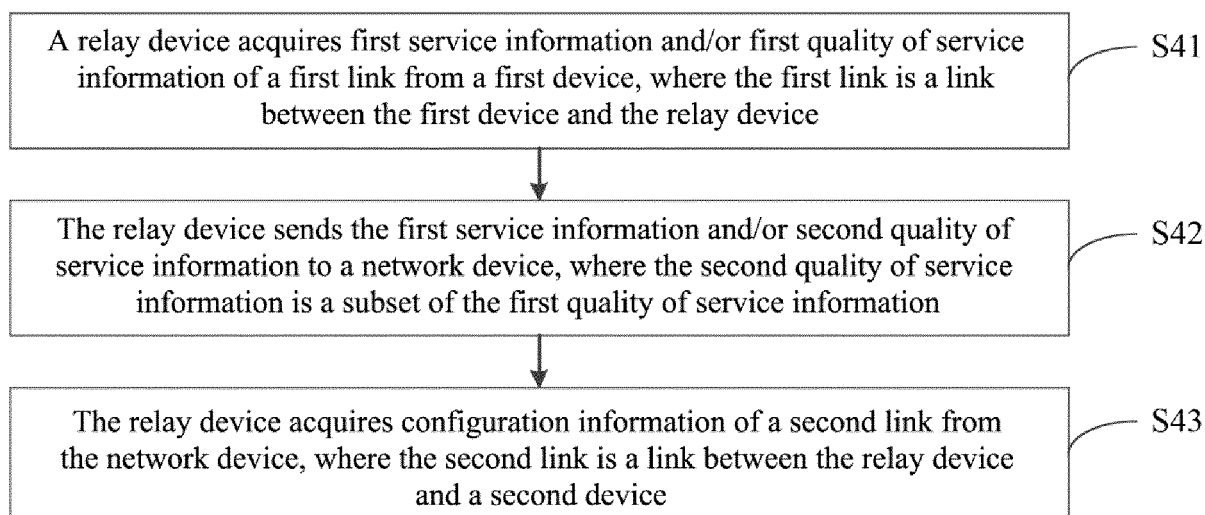 A relay device acquires first service information and/or first quality of service
information of a first link from a first device, where the first link is a link
between the first device and the relay device
S41
The relay device sends the first service information and/or second quality of
service information to a network device, where the second quality of service
information is a subset of the first quality of service information
S42
The relay device acquires configuration information of a second link from
the network device, where the second link is a link between the relay device
and a second device
S43